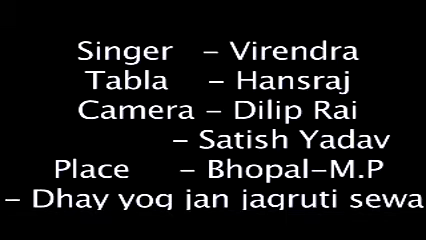 Singer - Virendra
Tabla - Hansraj
Camera - Dilip Rai
- Satish Yadav
Place - Bhopal-M.P
- Dhay yog jan jagruti sewa